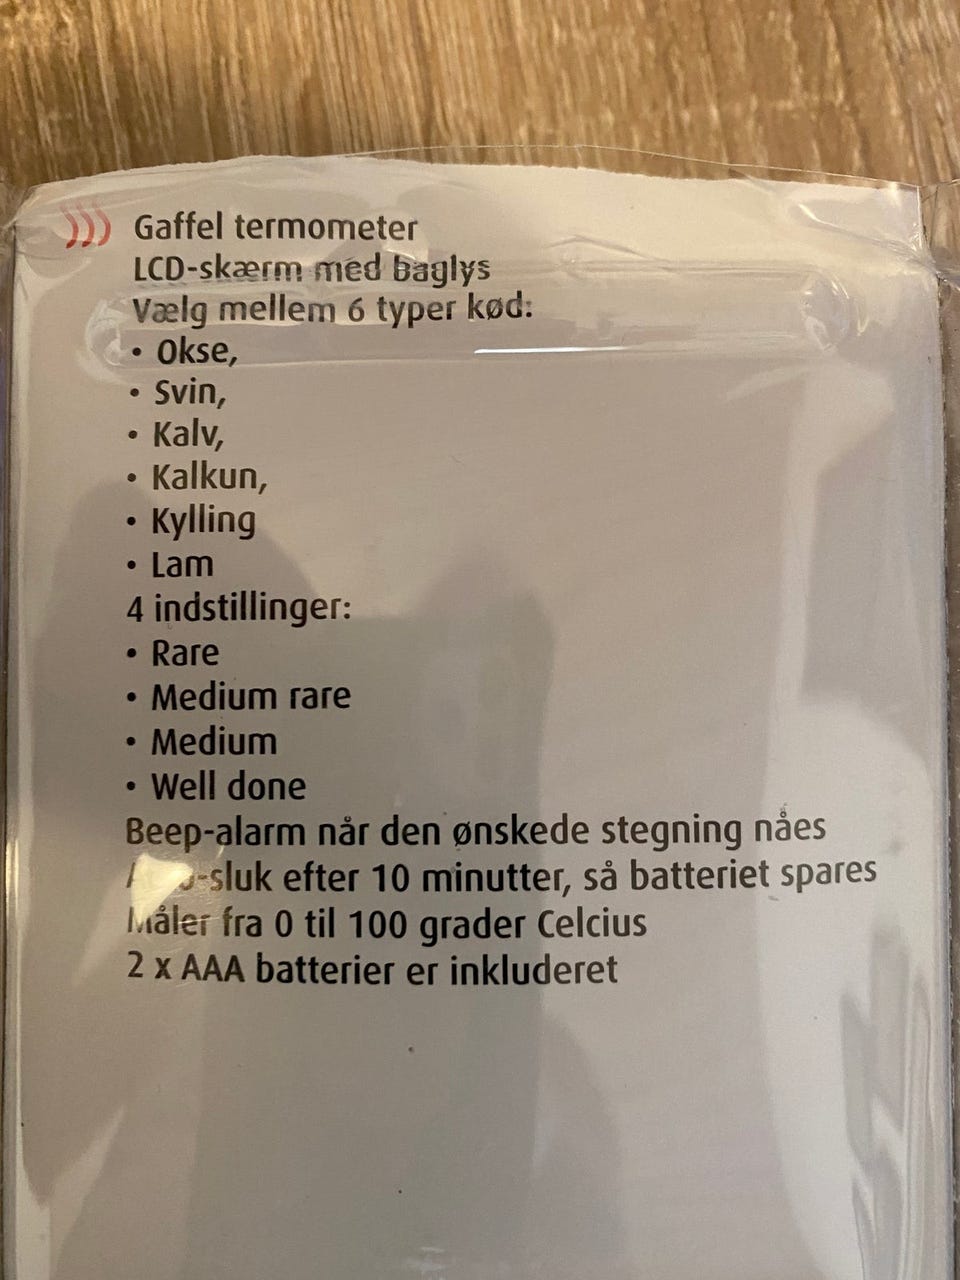 Gaffel termometer
LCD-skærm med baglys
Vælg mellem 6 typer kød:
• Okse,
• Svin,
• Kalv,
• Kalkun,
• Kylling
• Lam
4 indstillinger:
• Rare
• Medium rare
• Medium
• Well done
Beep-alarm når den ønskede stegning nåes
-sluk efter 10 minutter, så batteriet spares
Måler fra 0 til 100 grader Celcius
2 x AAA batterier er inkluderet